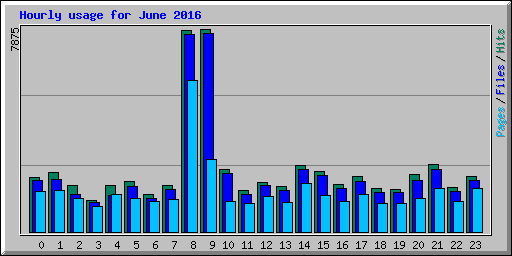 Hourly usage for June 2016
7875
Pages / Files / Hits
0 1 2 3 4 5 6 7 8 9 10 11 12 13 14 15 16 17 18 19 20 21 22 23